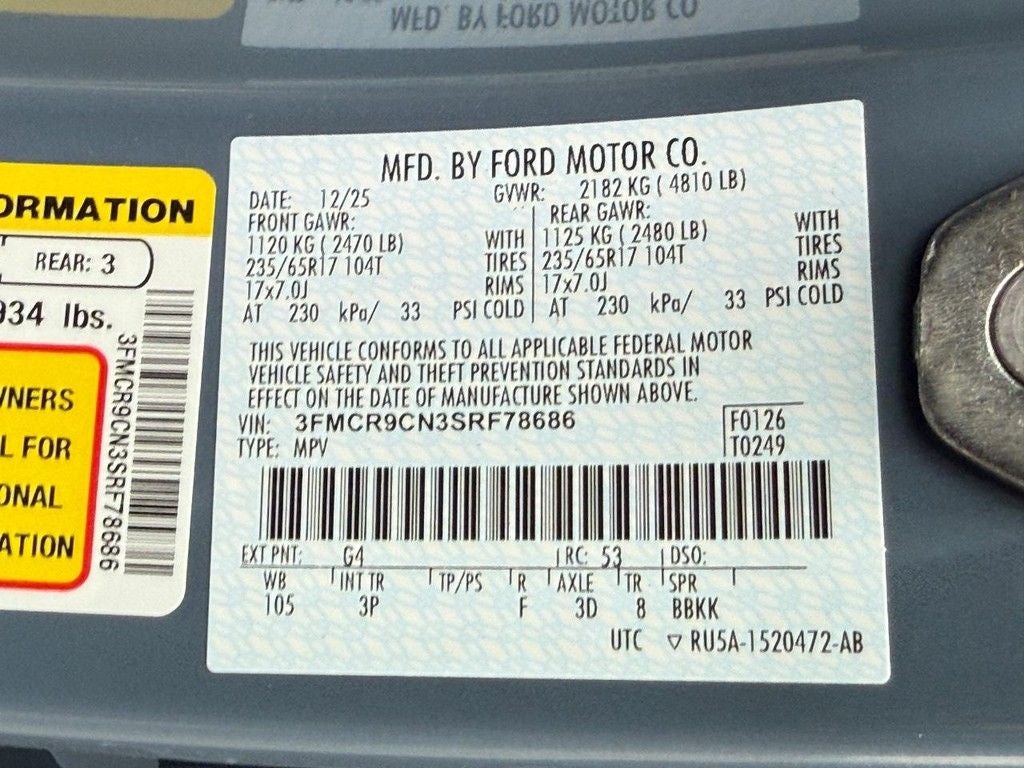 MFD. BY FORD MOTOR CO.
ORMATION
REAR: 3
934 lbs.
WNERS
L FOR
ONAL
ATION
3FMCR9CN3SRF78686
MFD. BY FORD MOTOR CO.
DATE: 12/25 GVWR: 2182 KG ( 4810 LB)
FRONT GAWR: REAR GAWR:
1120 KG ( 2470 LB) WITH 1125 KG ( 2480 LB) WITH
235/65R17 104T TIRES 235/65R17 104T TIRES
17x7.0J RIMS 17x7.0J RIMS
AT 230 kPa/ 33 PSI COLD AT 230 kPa/ 33 PSI COLD
THIS VEHICLE CONFORMS TO ALL APPLICABLE FEDERAL MOTOR
VEHICLE SAFETY AND THEFT PREVENTION STANDARDS IN
EFFECT ON THE DATE OF MANUFACTURE SHOWN ABOVE.
VIN: 3FMCR9CN3SRF78686 F0126
TYPE: MPV T0249
EXT PNT: G4 RC: 53 DSO:
WB INT TR TP/PS R AXLE TR SPR
105 3P F 3D 8 BBKK
UTC ▽ RU5A-1520472-AB